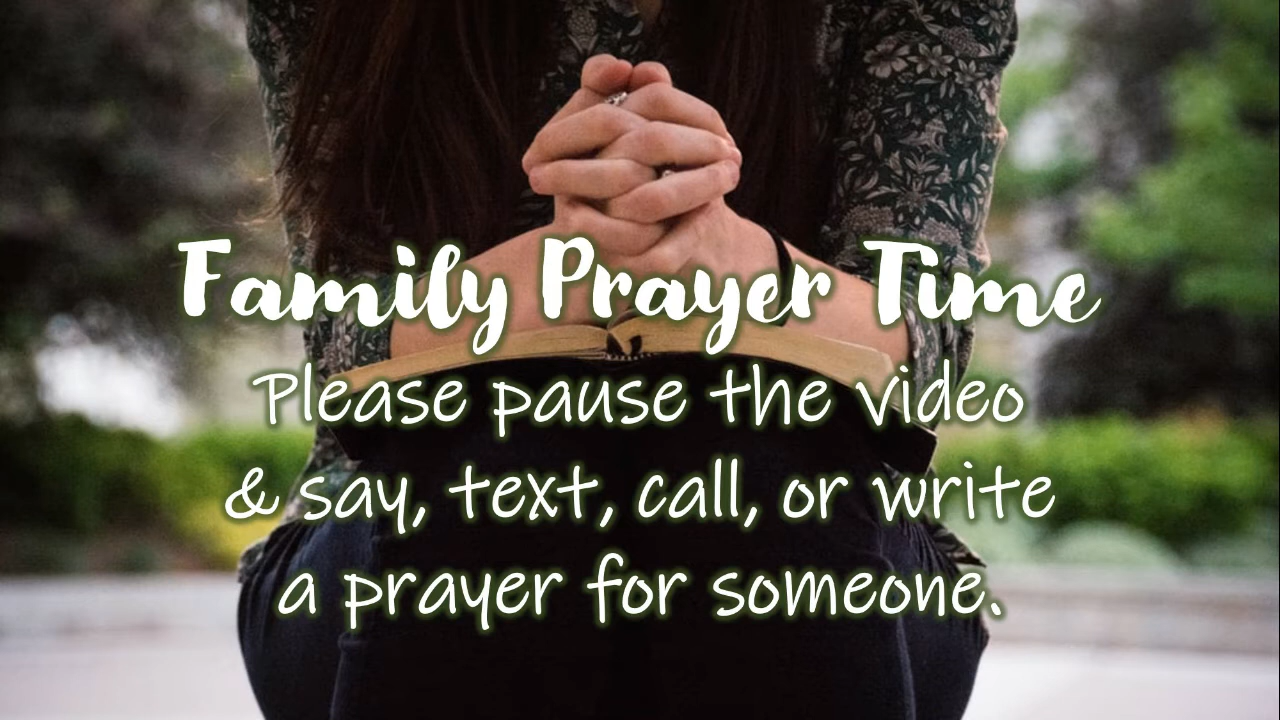 Family Prayer Time
Please pause the video
& say, text, call, or write
a prayer for someone.